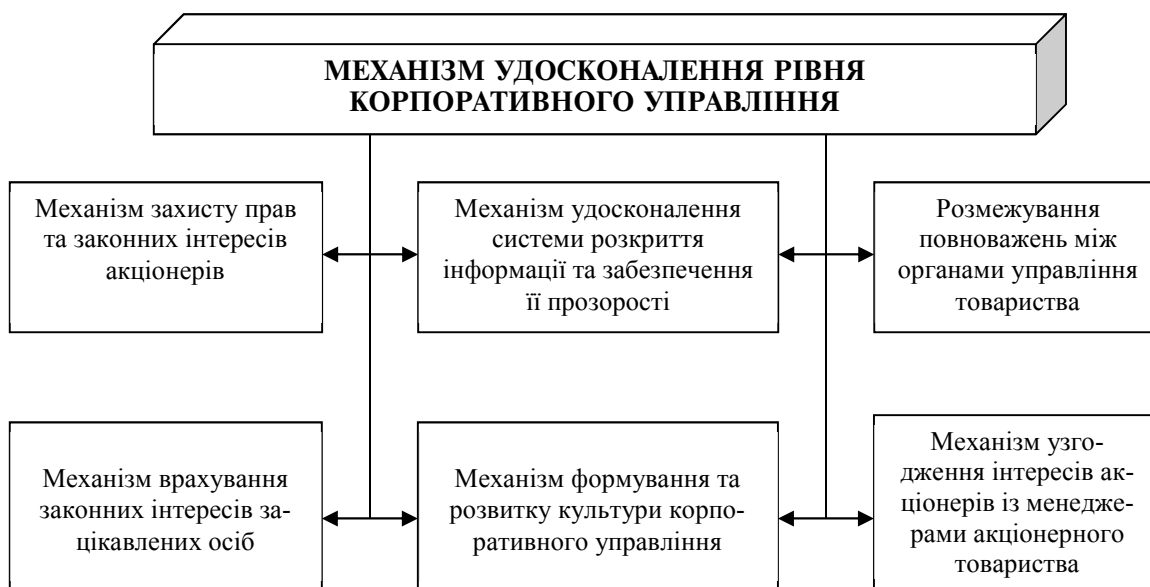 МЕХАНІЗМ УДОСКОНАЛЕННЯ РІВНЯ
КОРПОРАТИВНОГО УПРАВЛІННЯ
Механізм захисту прав
та законних інтересів
акціонерів
Механізм удосконалення
системи розкриття
інформації та забезпечення
її прозорості
Розмежування
повноважень між
органами управління
товариства
Механізм врахування
законних інтересів за-
цікавлених осіб
Механізм формування та
розвитку культури корпо-
ративного управління
Механізм узго-
дження інтересів ак-
ціонерів із менедже-
рами акціонерного
товариства